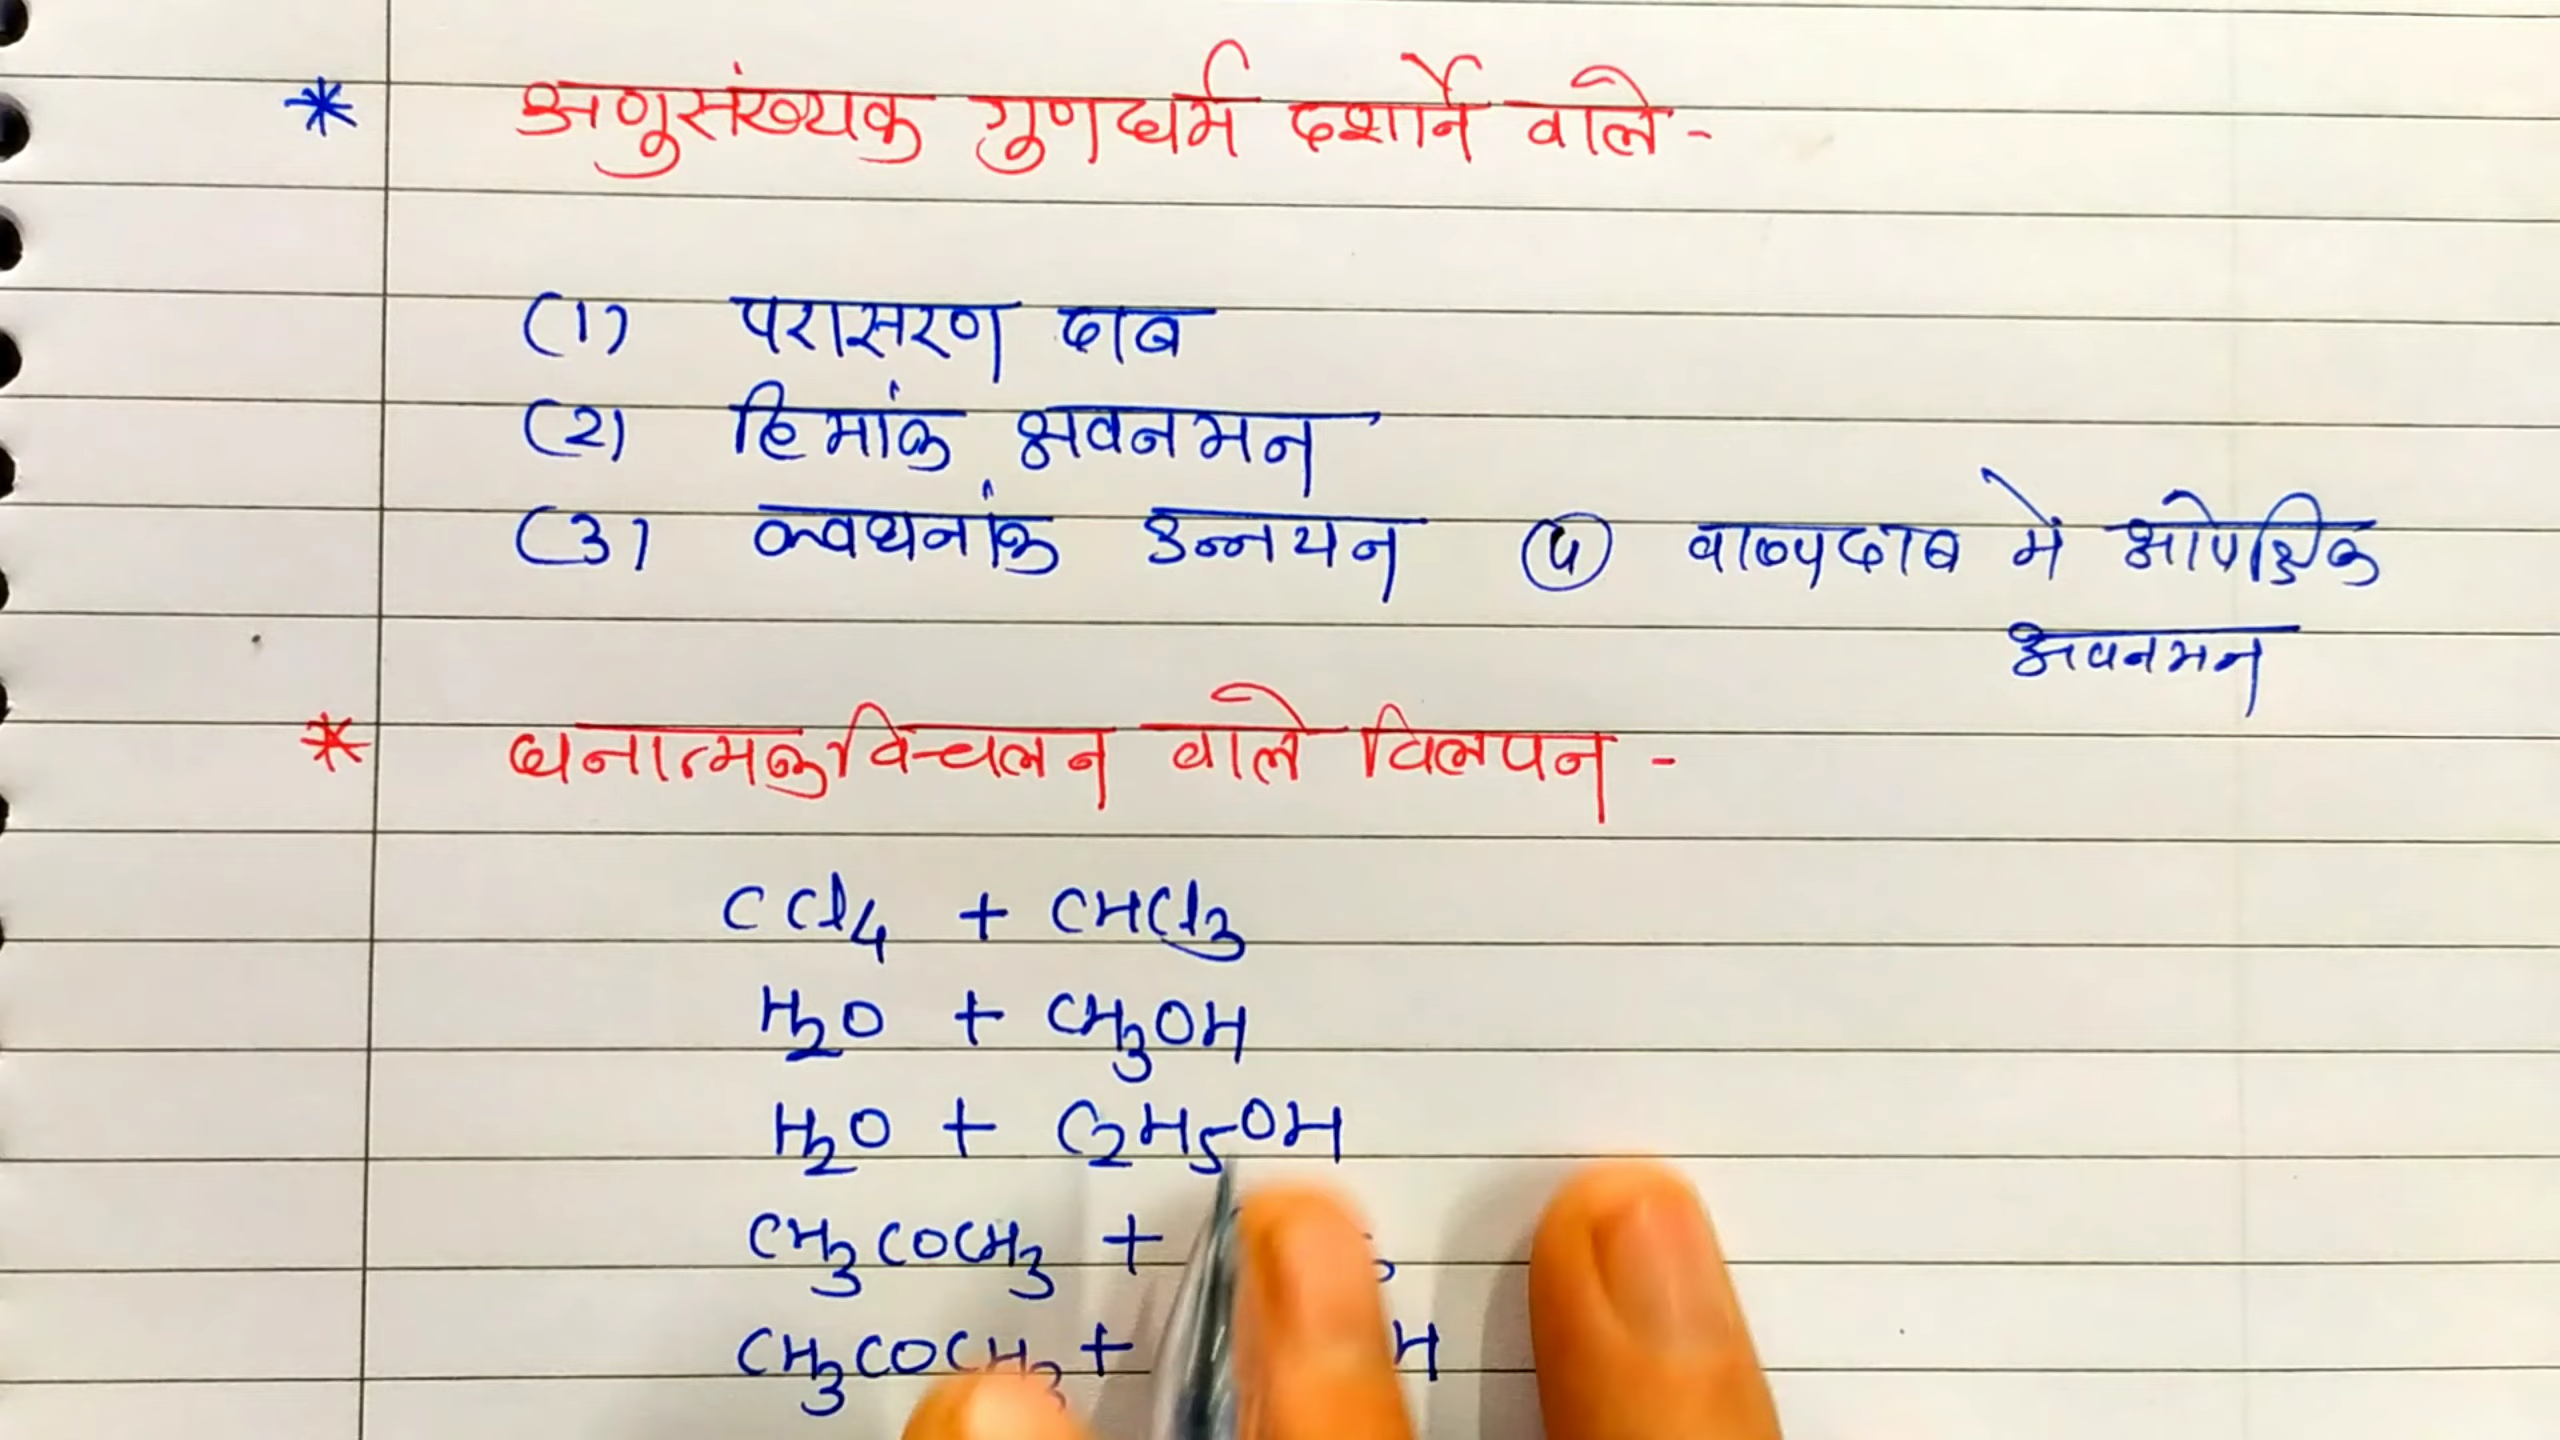 * अणुसंख्यक गुणधर्म दर्शाने वाले -
(1) परासरण दाब
(2) हिमांक अवनमन
(3) क्वथनांक उन्नयन (4) वाष्पदाब में आपेक्षिक
अवनमन
* धनात्मक विचलन वाले विलयन -
CCl4 + CHCl3
H2O + CH3OH
H2O + C2H5OH
CH3COCH3 +
CH3COCH3 + H